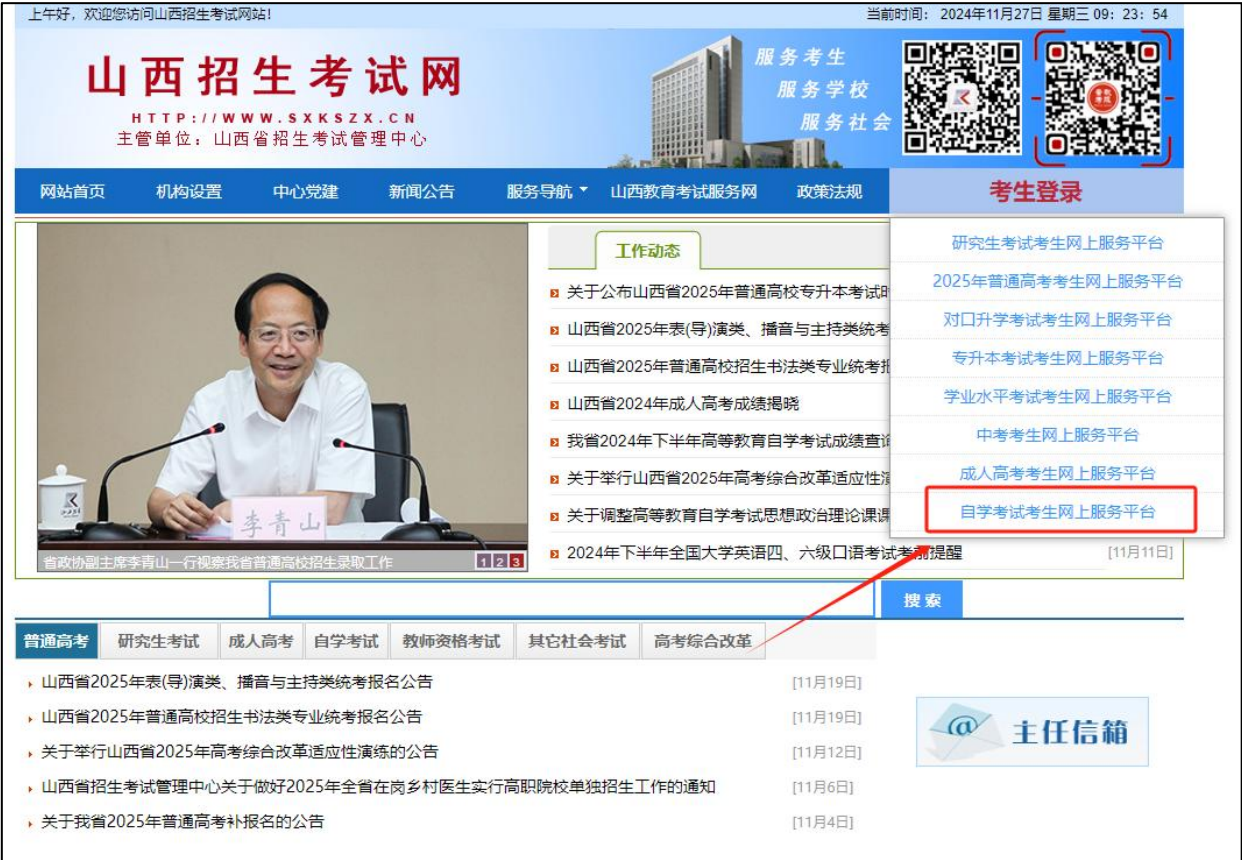 上午好，欢迎您访问山西招生考试网站!
当前时间： 2024年11月27日 星期三 09：23：54
山西招生考试网
HTTP://WWW.SXKSZX.CN
主管单位：山西省招生考试管理中心
服务考生
服务学校
服务社会
网站首页 机构设置 中心党建 新闻公告 服务导航 山西教育考试服务网 政策法规 考生登录
研究生考试考生网上服务平台
2025年普通高考考生网上服务平台
对口升学考试考生网上服务平台
专升本考试考生网上服务平台
学业水平考试考生网上服务平台
中考考生网上服务平台
成人高考考生网上服务平台
自学考试考生网上服务平台
工作动态
关于公布山西省2025年普通高校专升本考试时
山西省2025年表(导)演类、播音与主持类统考
山西省2025年普通高校招生书法类专业统考报
山西省2024年成人高考成绩揭晓
我省2024年下半年高等教育自学考试成绩查询
关于举行山西省2025年高考综合改革适应性演
关于调整高等教育自学考试思想政治理论课课
2024年下半年全国大学英语四、六级口语考试考前提醒 [11月11日]
李青山
省政协副主席李青山一行视察我省普通高校招生录取工作 1 2 3
搜索
普通高考 研究生考试 成人高考 自学考试 教师资格考试 其它社会考试 高考综合改革
山西省2025年表(导)演类、播音与主持类统考报名公告 [11月19日]
山西省2025年普通高校招生书法类专业统考报名公告 [11月19日]
关于举行山西省2025年高考综合改革适应性演练的公告 [11月12日]
山西省招生考试管理中心关于做好2025年全省在岗乡村医生实行高职院校单独招生工作的通知 [11月6日]
关于我省2025年普通高考补报名的公告 [11月4日]
@ 主任信箱